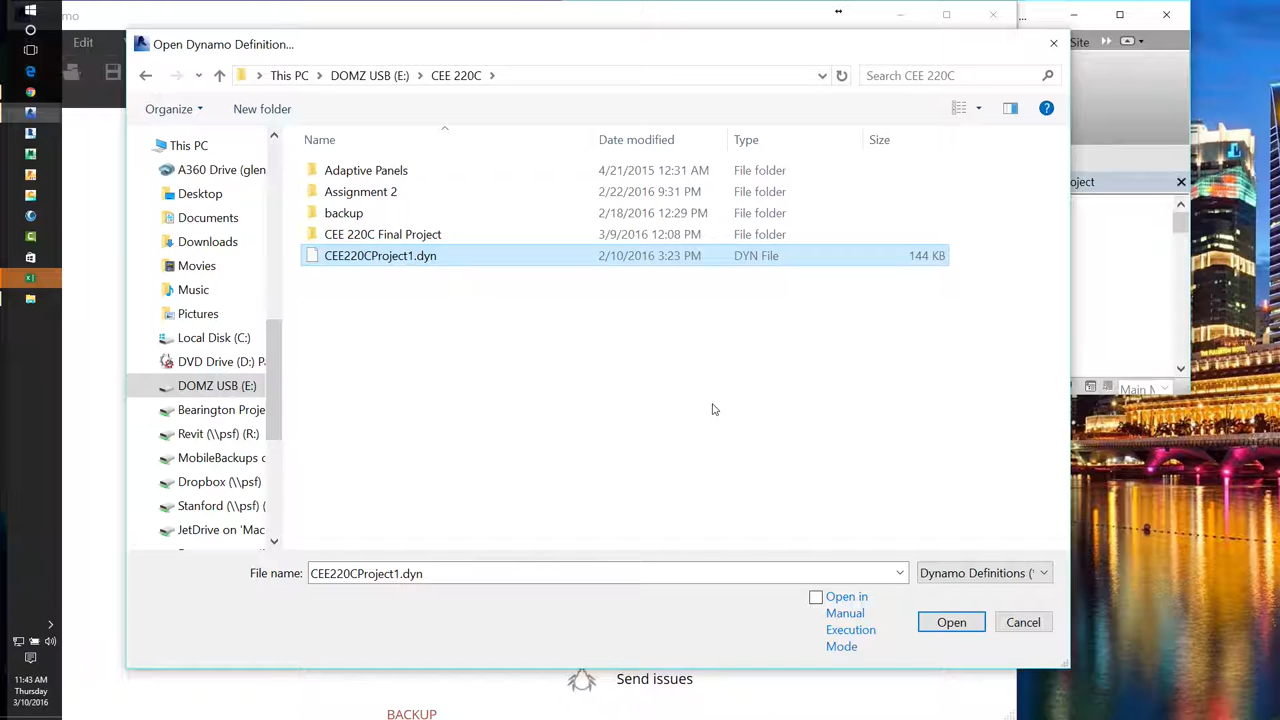 mo
...
Edit
Site
Open Dynamo Definition...
This PC
DOMZ USB (E:)
CEE 220C
Search CEE 220C
Organize
New folder
Name
Date modified
Type
Size
This PC
A360 Drive (glen
Desktop
Documents
Downloads
Movies
Music
Pictures
Local Disk (C:)
DVD Drive (D:) P
DOMZ USB (E:)
Bearington Proje
Revit (\\psf) (R:)
MobileBackups o
Dropbox (\\psf)
Stanford (\\psf) (
JetDrive on 'Mac
Adaptive Panels 4/21/2015 12:31 AM File folder
Assignment 2 2/22/2016 9:31 PM File folder
backup 2/18/2016 12:29 PM File folder
CEE 220C Final Project 3/9/2016 12:08 PM File folder
CEE220CProject1.dyn 2/10/2016 3:23 PM DYN File 144 KB
oject
Main M
File name: CEE220CProject1.dyn
Dynamo Definitions (
Open in
Manual
Execution
Mode
Open
Cancel
Send issues
BACKUP
11:43 AM
Thursday
3/10/2016